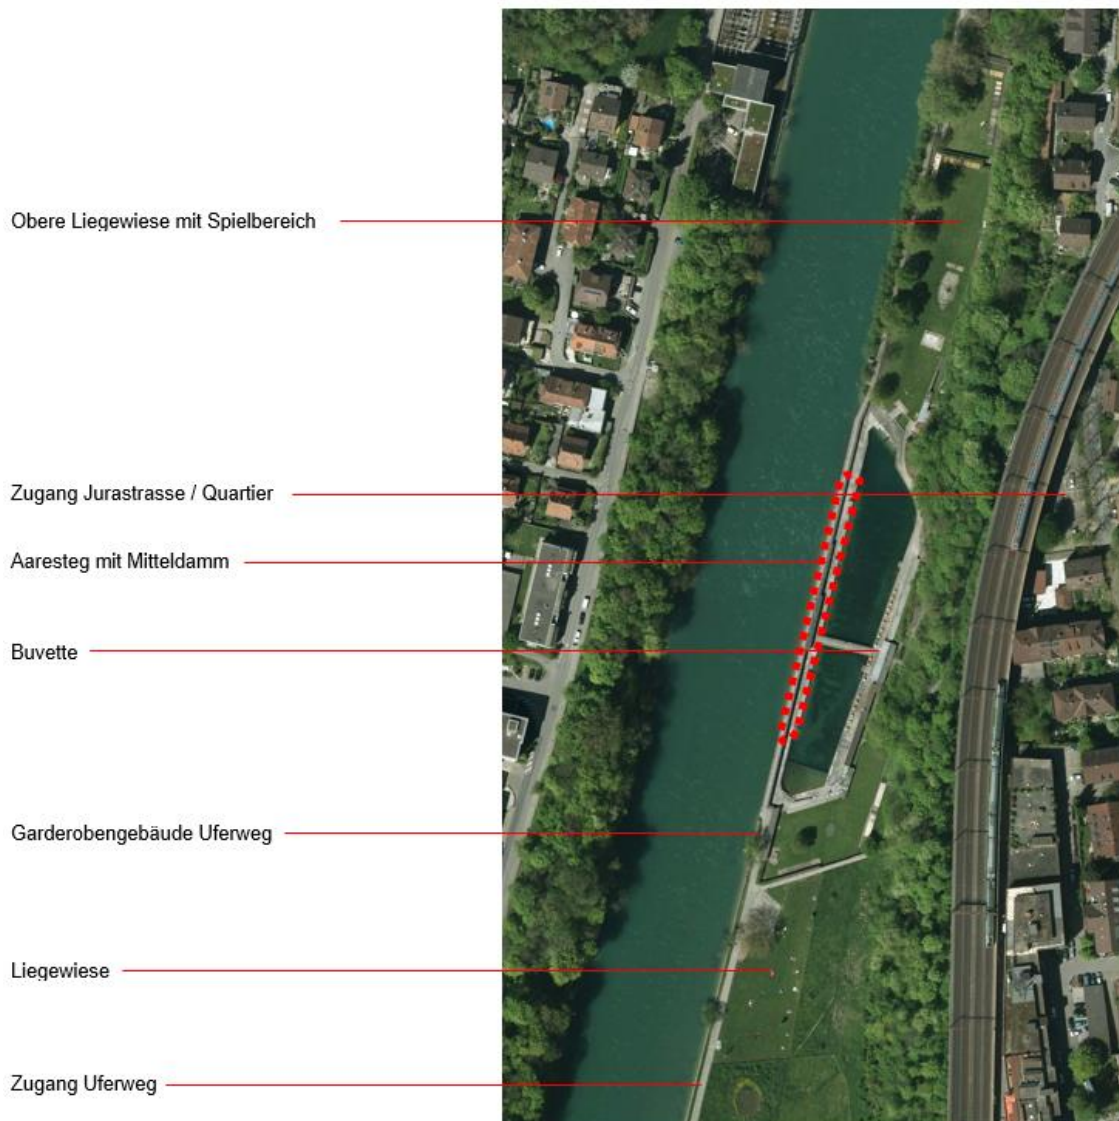 Obere Liegewiese mit Spielbereich
Zugang Jurastrasse / Quartier
Aaresteg mit Mitteldamm
Buvette
Garderobengebäude Uferweg
Liegewiese
Zugang Uferweg